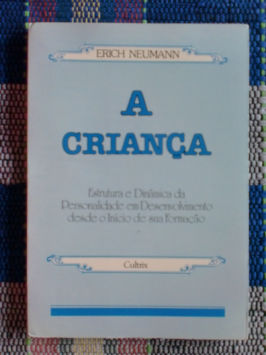 ERICH NEUMANN
A
CRIANÇA
Estrutura e Dinâmica da
Personalidade em Desenvolvimento
desde o Início de sua Formação
Cultrix